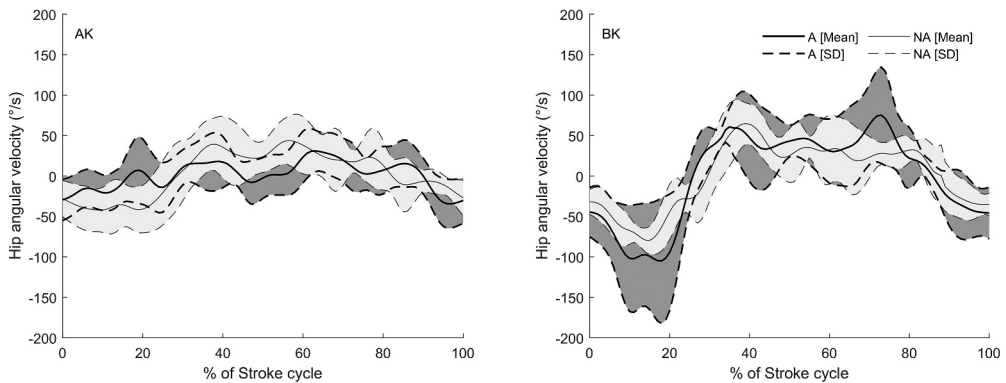 AK
Hip angular velocity (°/s)
200
150
100
50
0
-50
-100
-150
-200
0 20 40 60 80 100
% of Stroke cycle
BK
A [Mean] NA [Mean]
A [SD] NA [SD]
Hip angular velocity (°/s)
200
150
100
50
0
-50
-100
-150
-200
0 20 40 60 80 100
% of Stroke cycle